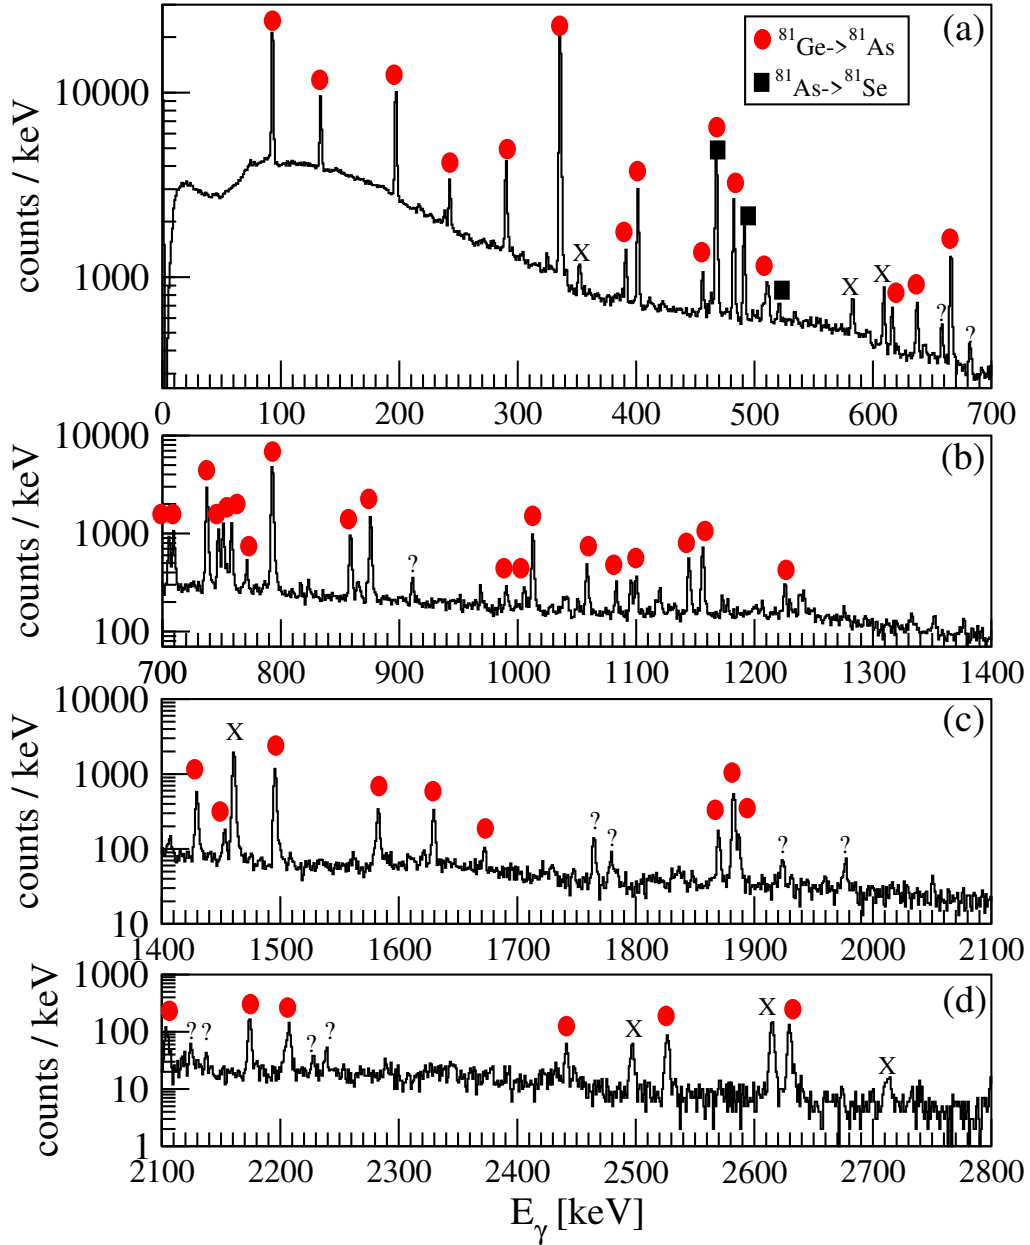 (a)
⁸¹Ge->⁸¹As
⁸¹As->⁸¹Se
counts / keV
10000
1000
X X X ? ?
0 100 200 300 400 500 600 700
(b)
counts / keV
10000
1000
100
?
700 800 900 1000 1100 1200 1300 1400
(c)
counts / keV
10000
1000
100
10
X ? ? ? ?
1400 1500 1600 1700 1800 1900 2000 2100
(d)
counts / keV
1000
100
10
1
? ? ? ? X X X
2100 2200 2300 2400 2500 2600 2700 2800
E_γ [keV]